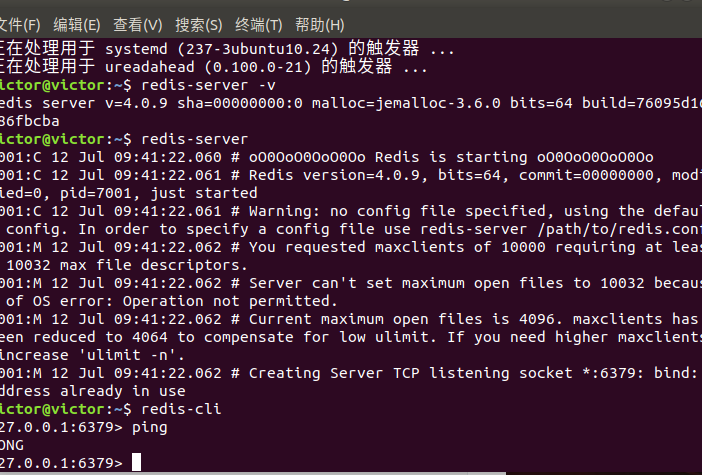 文件(F) 编辑(E) 查看(V) 搜索(S) 终端(T) 帮助(H)
正在处理用于 systemd (237-3ubuntu10.24) 的触发器 ...
正在处理用于 ureadahead (0.100.0-21) 的触发器 ...
ictor@victor:~$ redis-server -v
edis server v=4.0.9 sha=00000000:0 malloc=jemalloc-3.6.0 bits=64 build=76095d16
86fbcba
ictor@victor:~$ redis-server
001:C 12 Jul 09:41:22.060 # oO0OoO0OoO0Oo Redis is starting oO0OoO0OoO0Oo
001:C 12 Jul 09:41:22.061 # Redis version=4.0.9, bits=64, commit=00000000, modi
ied=0, pid=7001, just started
001:C 12 Jul 09:41:22.061 # Warning: no config file specified, using the defaul
 config. In order to specify a config file use redis-server /path/to/redis.conf
001:M 12 Jul 09:41:22.062 # You requested maxclients of 10000 requiring at leas
 10032 max file descriptors.
001:M 12 Jul 09:41:22.062 # Server can't set maximum open files to 10032 becaus
 of OS error: Operation not permitted.
001:M 12 Jul 09:41:22.062 # Current maximum open files is 4096. maxclients has
een reduced to 4064 to compensate for low ulimit. If you need higher maxclients
increase 'ulimit -n'.
001:M 12 Jul 09:41:22.062 # Creating Server TCP listening socket *:6379: bind:
ddress already in use
ictor@victor:~$ redis-cli
27.0.0.1:6379> ping
ONG
27.0.0.1:6379>